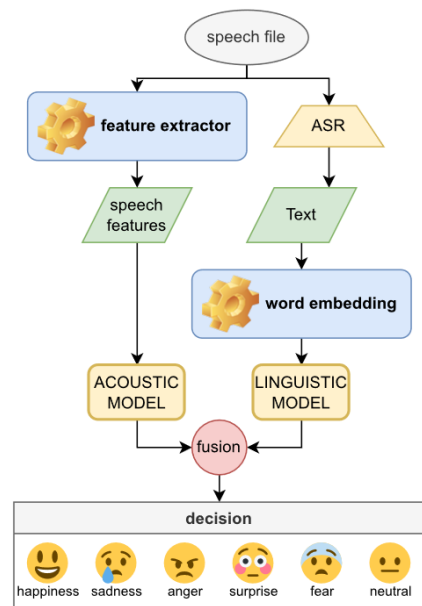 speech file
feature extractor
ASR
speech
features
Text
word embedding
ACOUSTIC
MODEL
LINGUISTIC
MODEL
fusion
decision
happiness
sadness
anger
surprise
fear
neutral